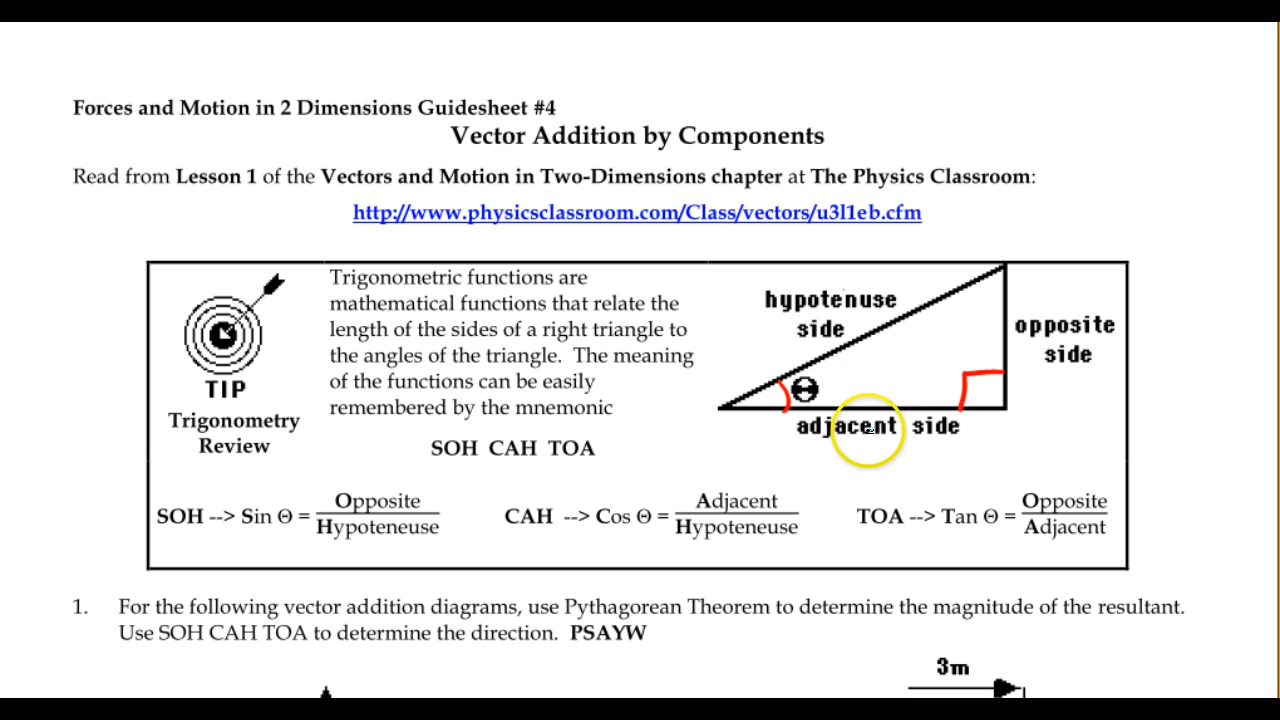 Forces and Motion in 2 Dimensions Guidesheet #4
Vector Addition by Components
Read from Lesson 1 of the Vectors and Motion in Two-Dimensions chapter at The Physics Classroom:
http://www.physicsclassroom.com/Class/vectors/u3l1eb.cfm
TIP
Trigonometry
Review
Trigonometric functions are
mathematical functions that relate the
length of the sides of a right triangle to
the angles of the triangle. The meaning
of the functions can be easily
remembered by the mnemonic
SOH CAH TOA
hypotenuse
side
opposite
side
Θ
adjacent side
SOH --> Sin Θ = Opposite
Hypoteneuse
CAH --> Cos Θ = Adjacent
Hypoteneuse
TOA --> Tan Θ = Opposite
Adjacent
1. For the following vector addition diagrams, use Pythagorean Theorem to determine the magnitude of the resultant.
Use SOH CAH TOA to determine the direction. PSAYW
3m